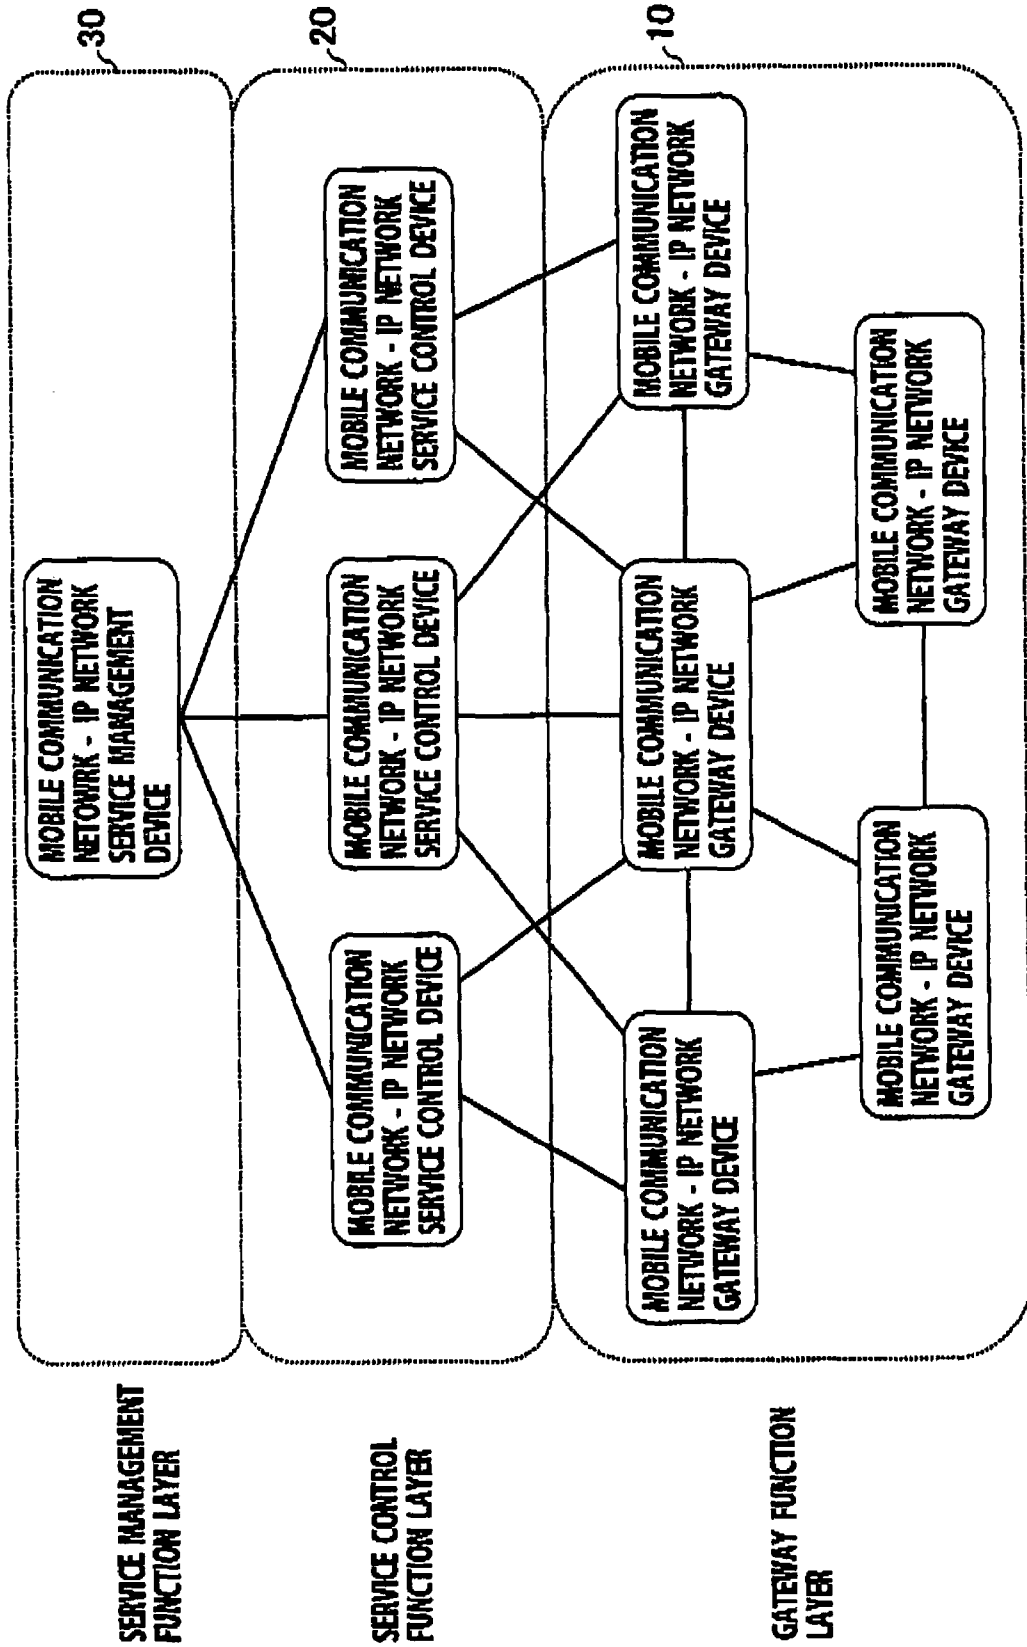 SERVICE MANAGEMENT
FUNCTION LAYER
MOBILE COMMUNICATION
NETOWRK - IP NETWORK
SERVICE MANAGEMENT
DEVICE
30
SERVICE CONTROL
FUNCTION LAYER
MOBILE COMMUNICATION
NETWORK - IP NETWORK
SERVICE CONTROL DEVICE
MOBILE COMMUNICATION
NETWORK - IP NETWORK
SERVICE CONTROL DEVICE
MOBILE COMMUNICATION
NETWORK - IP NETWORK
SERVICE CONTROL DEVICE
20
GATEWAY FUNCTION
LAYER
MOBILE COMMUNICATION
NETWORK - IP NETWORK
GATEWAY DEVICE
MOBILE COMMUNICATION
NETWORK - IP NETWORK
GATEWAY DEVICE
MOBILE COMMUNICATION
NETWORK - IP NETWORK
GATEWAY DEVICE
10
MOBILE COMMUNICATION
NETWORK - IP NETWORK
GATEWAY DEVICE
MOBILE COMMUNICATION
NETWORK - IP NETWORK
GATEWAY DEVICE